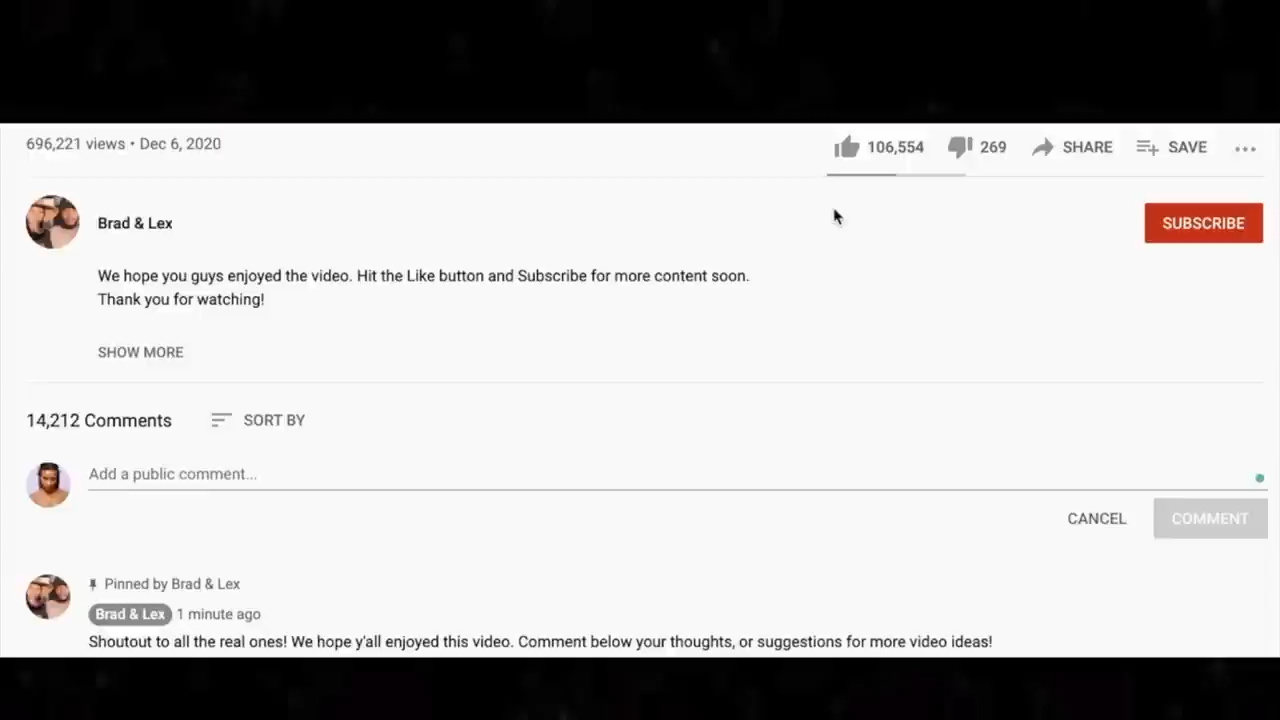 696,221 views • Dec 6, 2020
106,554 269 SHARE SAVE
Brad & Lex
SUBSCRIBE
We hope you guys enjoyed the video. Hit the Like button and Subscribe for more content soon.
Thank you for watching!
SHOW MORE
14,212 Comments SORT BY
Add a public comment...
CANCEL COMMENT
Pinned by Brad & Lex
Brad & Lex 1 minute ago
Shoutout to all the real ones! We hope y'all enjoyed this video. Comment below your thoughts, or suggestions for more video ideas!